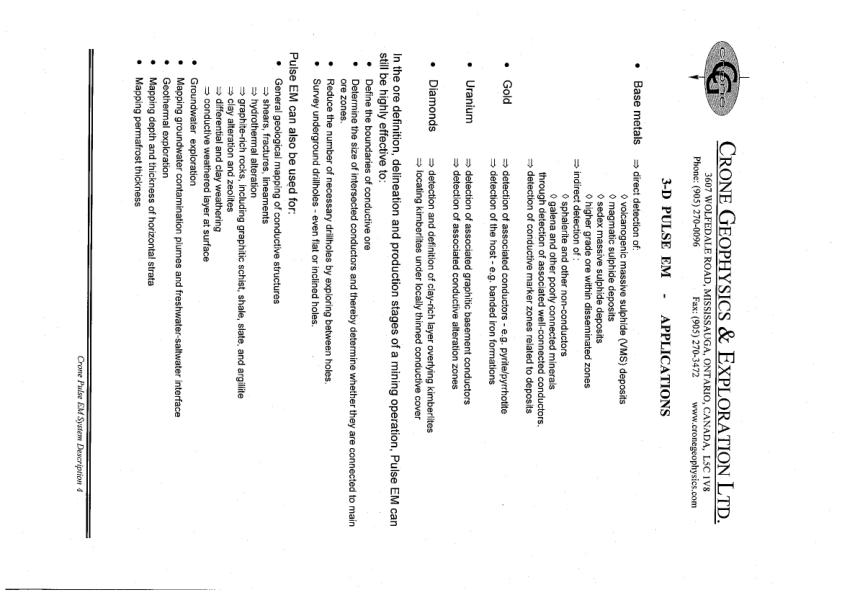 CRONE GEOPHYSICS & EXPLORATION LTD.
3607 WOLFEDALE ROAD, MISSISSAUGA, ONTARIO, CANADA, L5C 1V8
Phone: (905) 270-0096 Fax: (905) 270-3472 www.cronegeophysics.com
3-D PULSE EM - APPLICATIONS
• Base metals ⇒ direct detection of:
◊ volcanogenic massive sulphide (VMS) deposits
◊ magmatic sulphide deposits
◊ sedex massive sulphide deposits
◊ higher grade ore within disseminated zones
⇒ indirect detection of :
◊ sphalerite and other non-conductors
◊ galena and other poorly connected minerals
through detection of associated well-connected conductors.
⇒ detection of conductive marker zones related to deposits
• Gold ⇒ detection of associated conductors - e.g. pyrite/pyrrhotite
⇒ detection of the host - e.g. banded iron formations
• Uranium ⇒ detection of associated graphitic basement conductors
⇒ detection of associated conductive alteration zones
• Diamonds ⇒ detection and definition of clay-rich layer overlying kimberlites
⇒ locating kimberlites under locally thinned conductive cover
In the ore definition, delineation and production stages of a mining operation, Pulse EM can
still be highly effective to:
• Define the boundaries of conductive ore
• Determine the size of intersected conductors and thereby determine whether they are connected to main
ore zones.
• Reduce the number of necessary drillholes by exploring between holes.
• Survey underground drillholes - even flat or inclined holes.
Pulse EM can also be used for:
• General geological mapping of conductive structures
⇒ shears, fractures, lineaments
⇒ hydrothermal alteration
⇒ graphite-rich rocks, including graphitic schist, shale, slate, and argillite
⇒ clay alteration and zeolites
⇒ differential and clay weathering
⇒ conductive weathered layer at surface
• Groundwater exploration
• Mapping groundwater contamination plumes and freshwater-saltwater interface
• Geothermal exploration
• Mapping depth and thickness of horizontal strata
• Mapping permafrost thickness
Crone Pulse EM System Description 4